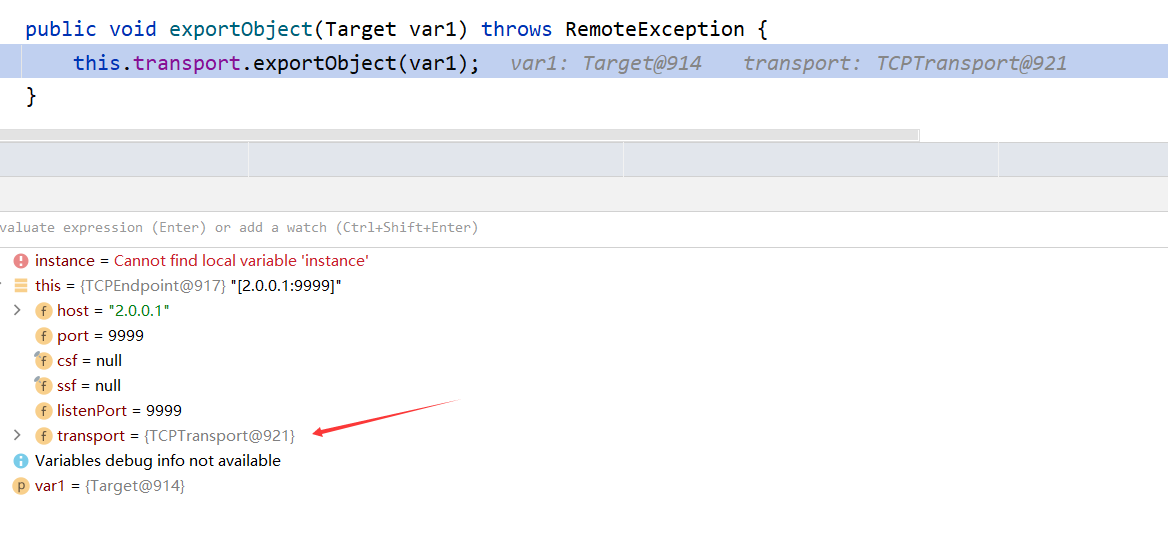 public void exportObject(Target var1) throws RemoteException {
this.transport.exportObject(var1); var1: Target@914 transport: TCPTransport@921
}
valuate expression (Enter) or add a watch (Ctrl+Shift+Enter)
instance = Cannot find local variable 'instance'
this = {TCPEndpoint@917} "[2.0.0.1:9999]"
f host = "2.0.0.1"
f port = 9999
f csf = null
f ssf = null
f listenPort = 9999
f transport = {TCPTransport@921}
Variables debug info not available
p var1 = {Target@914}